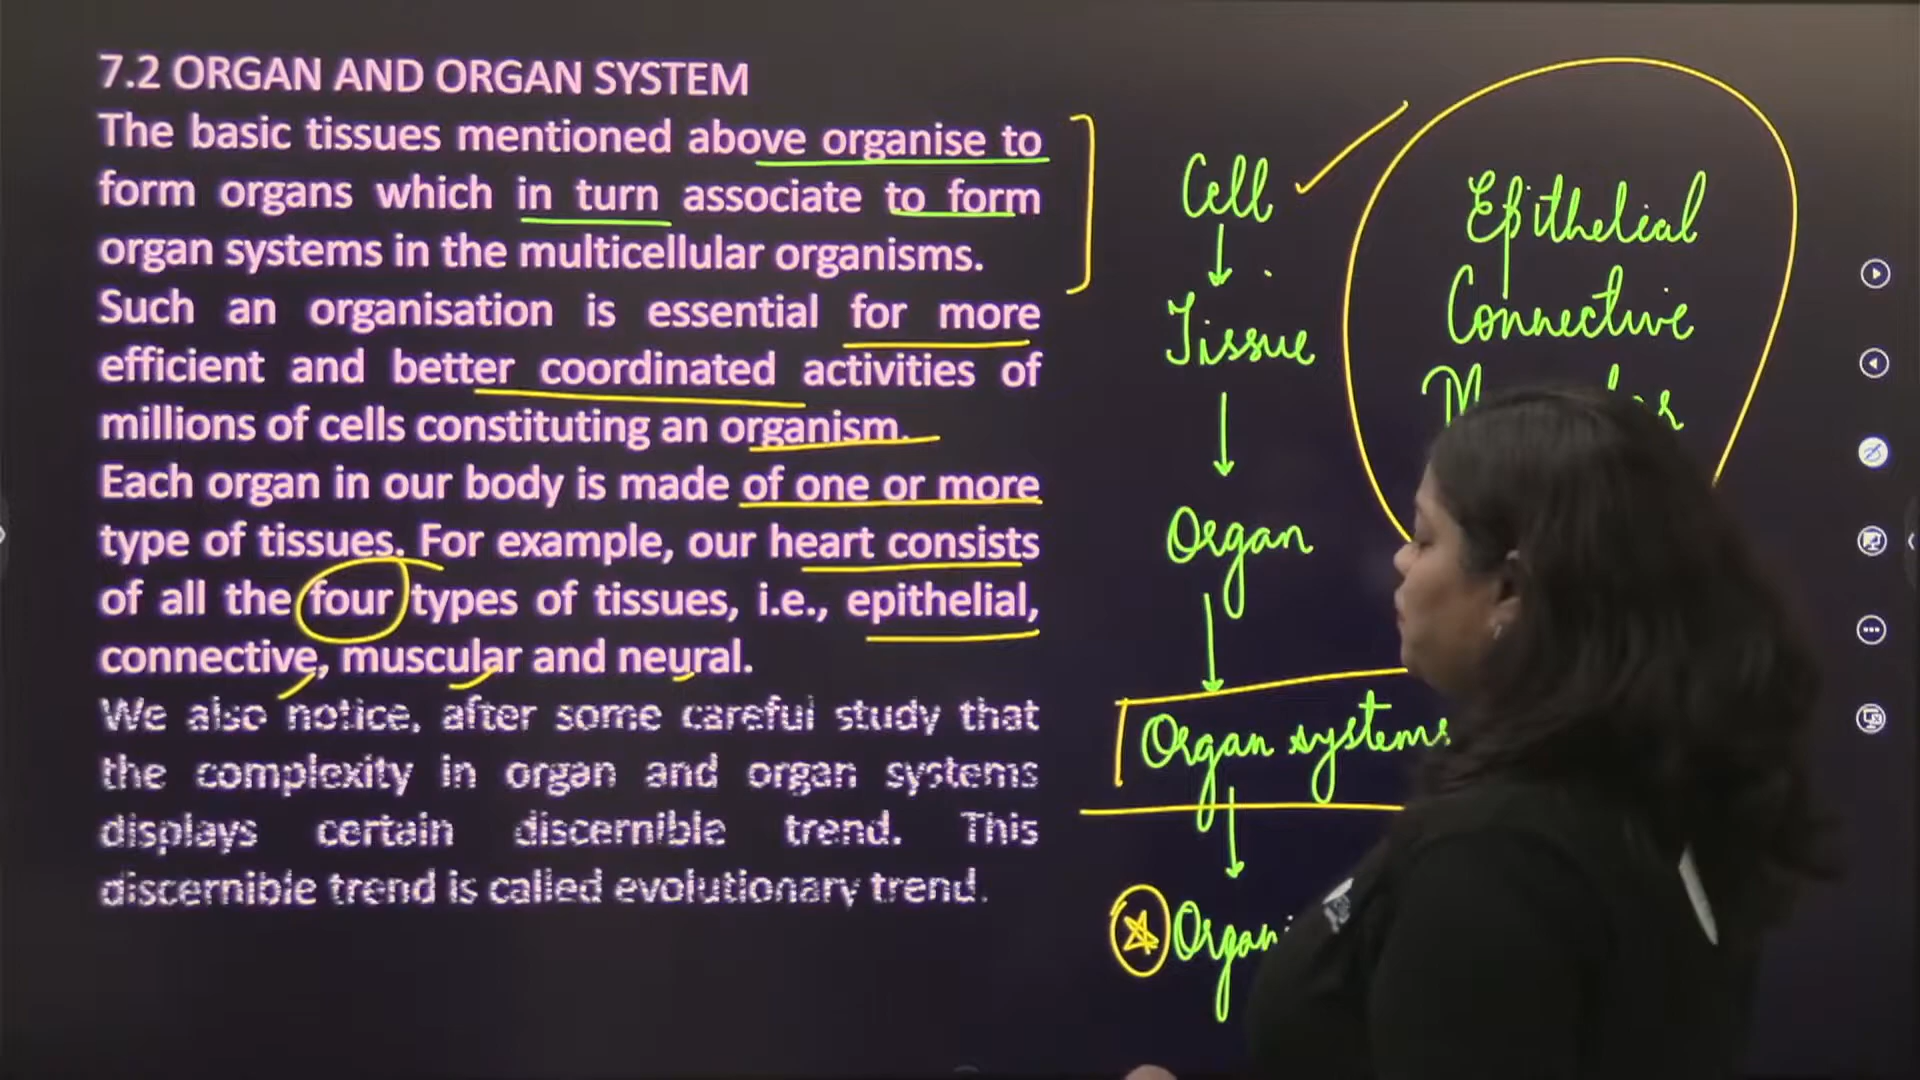 7.2 ORGAN AND ORGAN SYSTEM
The basic tissues mentioned above organise to
form organs which in turn associate to form
organ systems in the multicellular organisms.
Such an organisation is essential for more
efficient and better coordinated activities of
millions of cells constituting an organism.
Each organ in our body is made of one or more
type of tissues. For example, our heart consists
of all the four types of tissues, i.e., epithelial,
connective, muscular and neural.
We also notice, after some careful study that
the complexity in organ and organ systems
displays certain discernible trend. This
discernible trend is called evolutionary trend.
Cell
Tissue
Organ
Organ systems
Epithelial
Connective